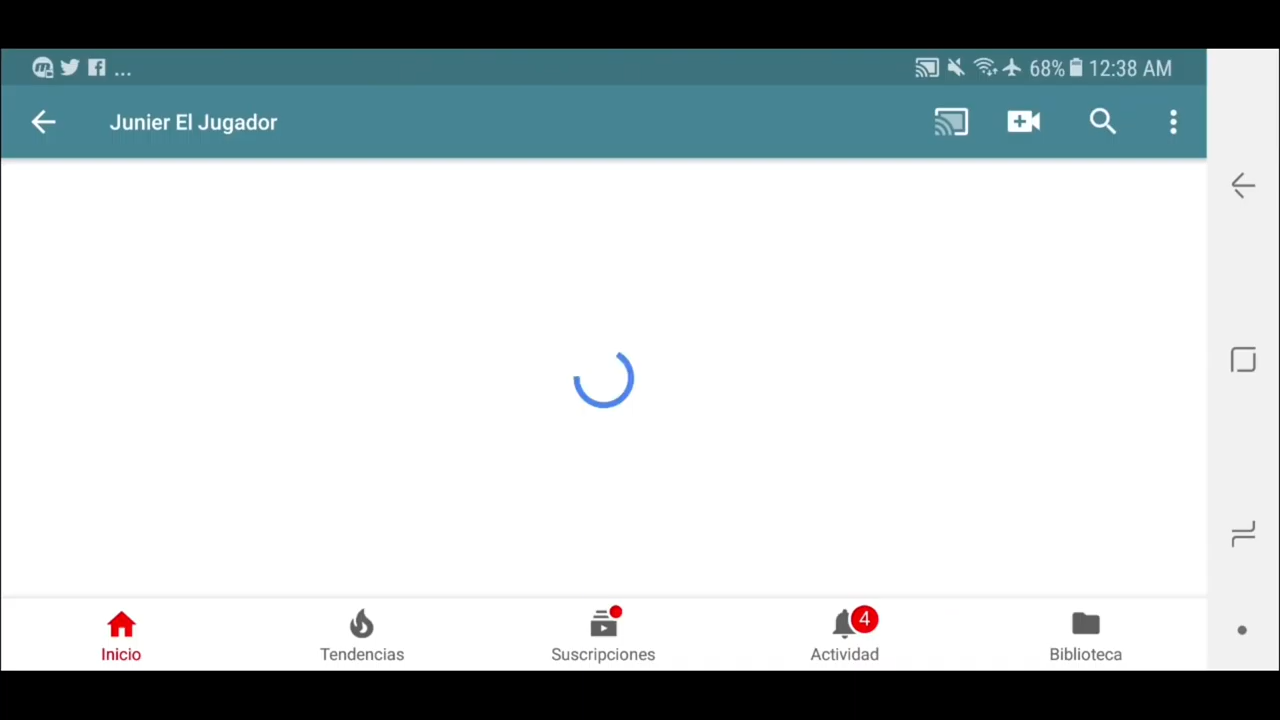 ... 68% 12:38 AM
Junier El Jugador
4
Inicio Tendencias Suscripciones Actividad Biblioteca